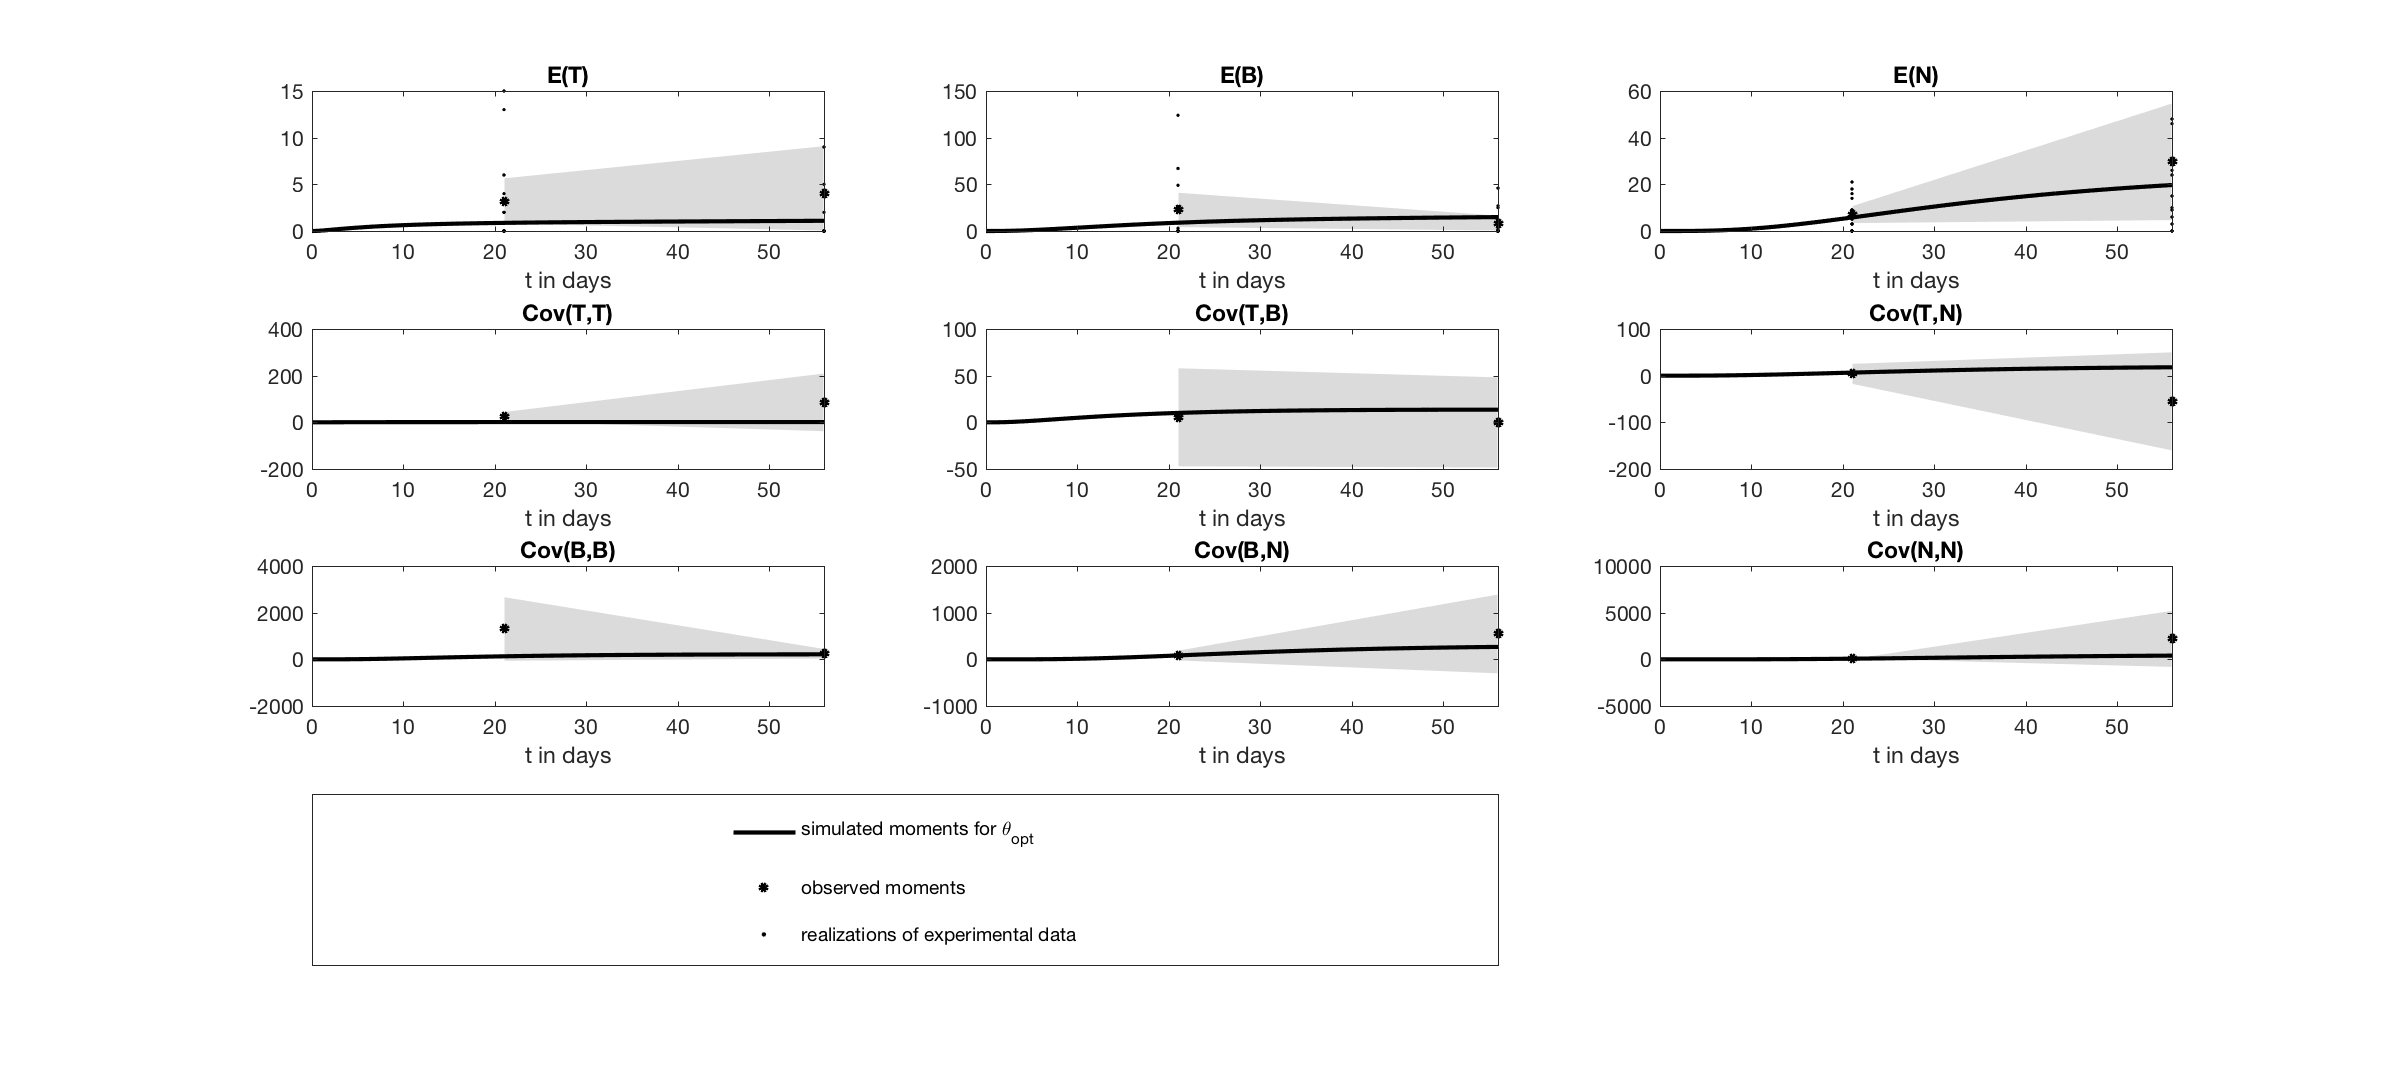 E(T) E(B) E(N)
15 150 60
10 100 40
5 50 20
0 0 0
0 10 20 30 40 50 0 10 20 30 40 50 0 10 20 30 40 50
t in days t in days t in days
Cov(T,T) Cov(T,B) Cov(T,N)
400 100 100
200 50 0
0 0 -100
-200 -50 -200
0 10 20 30 40 50 0 10 20 30 40 50 0 10 20 30 40 50
t in days t in days t in days
Cov(B,B) Cov(B,N) Cov(N,N)
4000 2000 10000
2000 1000 5000
0 0 0
-2000 -1000 -5000
0 10 20 30 40 50 0 10 20 30 40 50 0 10 20 30 40 50
t in days t in days t in days
simulated moments for θopt
observed moments
realizations of experimental data